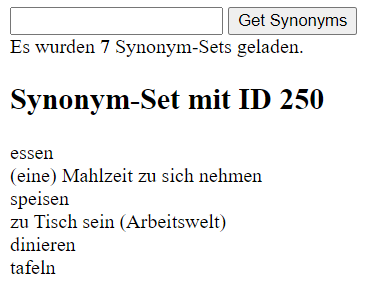 Get Synonyms
Es wurden 7 Synonym-Sets geladen.
Synonym-Set mit ID 250
essen
(eine) Mahlzeit zu sich nehmen
speisen
zu Tisch sein (Arbeitswelt)
dinieren
tafeln